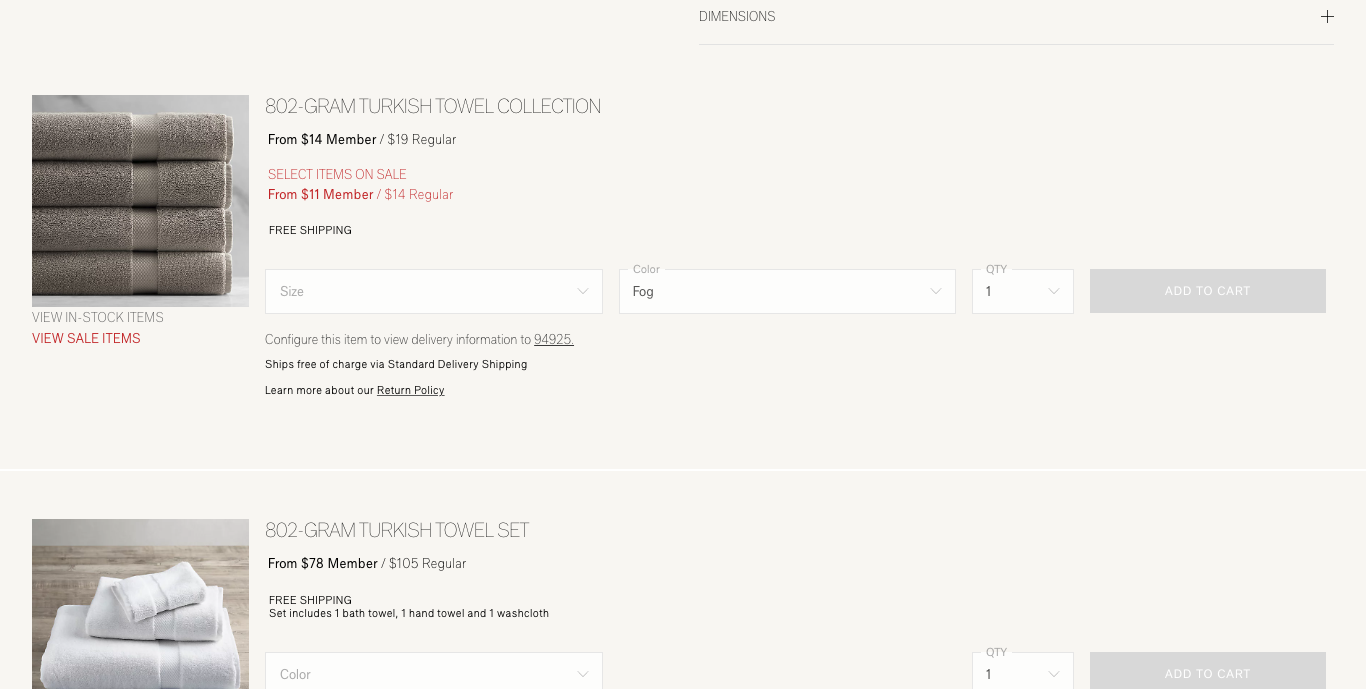 DIMENSIONS
802-GRAM TURKISH TOWEL COLLECTION
From $14 Member / $19 Regular
SELECT ITEMS ON SALE
From $11 Member / $14 Regular
FREE SHIPPING
Size
Color
Fog
QTY
1
ADD TO CART
VIEW IN-STOCK ITEMS
VIEW SALE ITEMS
Configure this item to view delivery information to 94925.
Ships free of charge via Standard Delivery Shipping
Learn more about our Return Policy
802-GRAM TURKISH TOWEL SET
From $78 Member / $105 Regular
FREE SHIPPING
Set includes 1 bath towel, 1 hand towel and 1 washcloth
Color
QTY
1
ADD TO CART